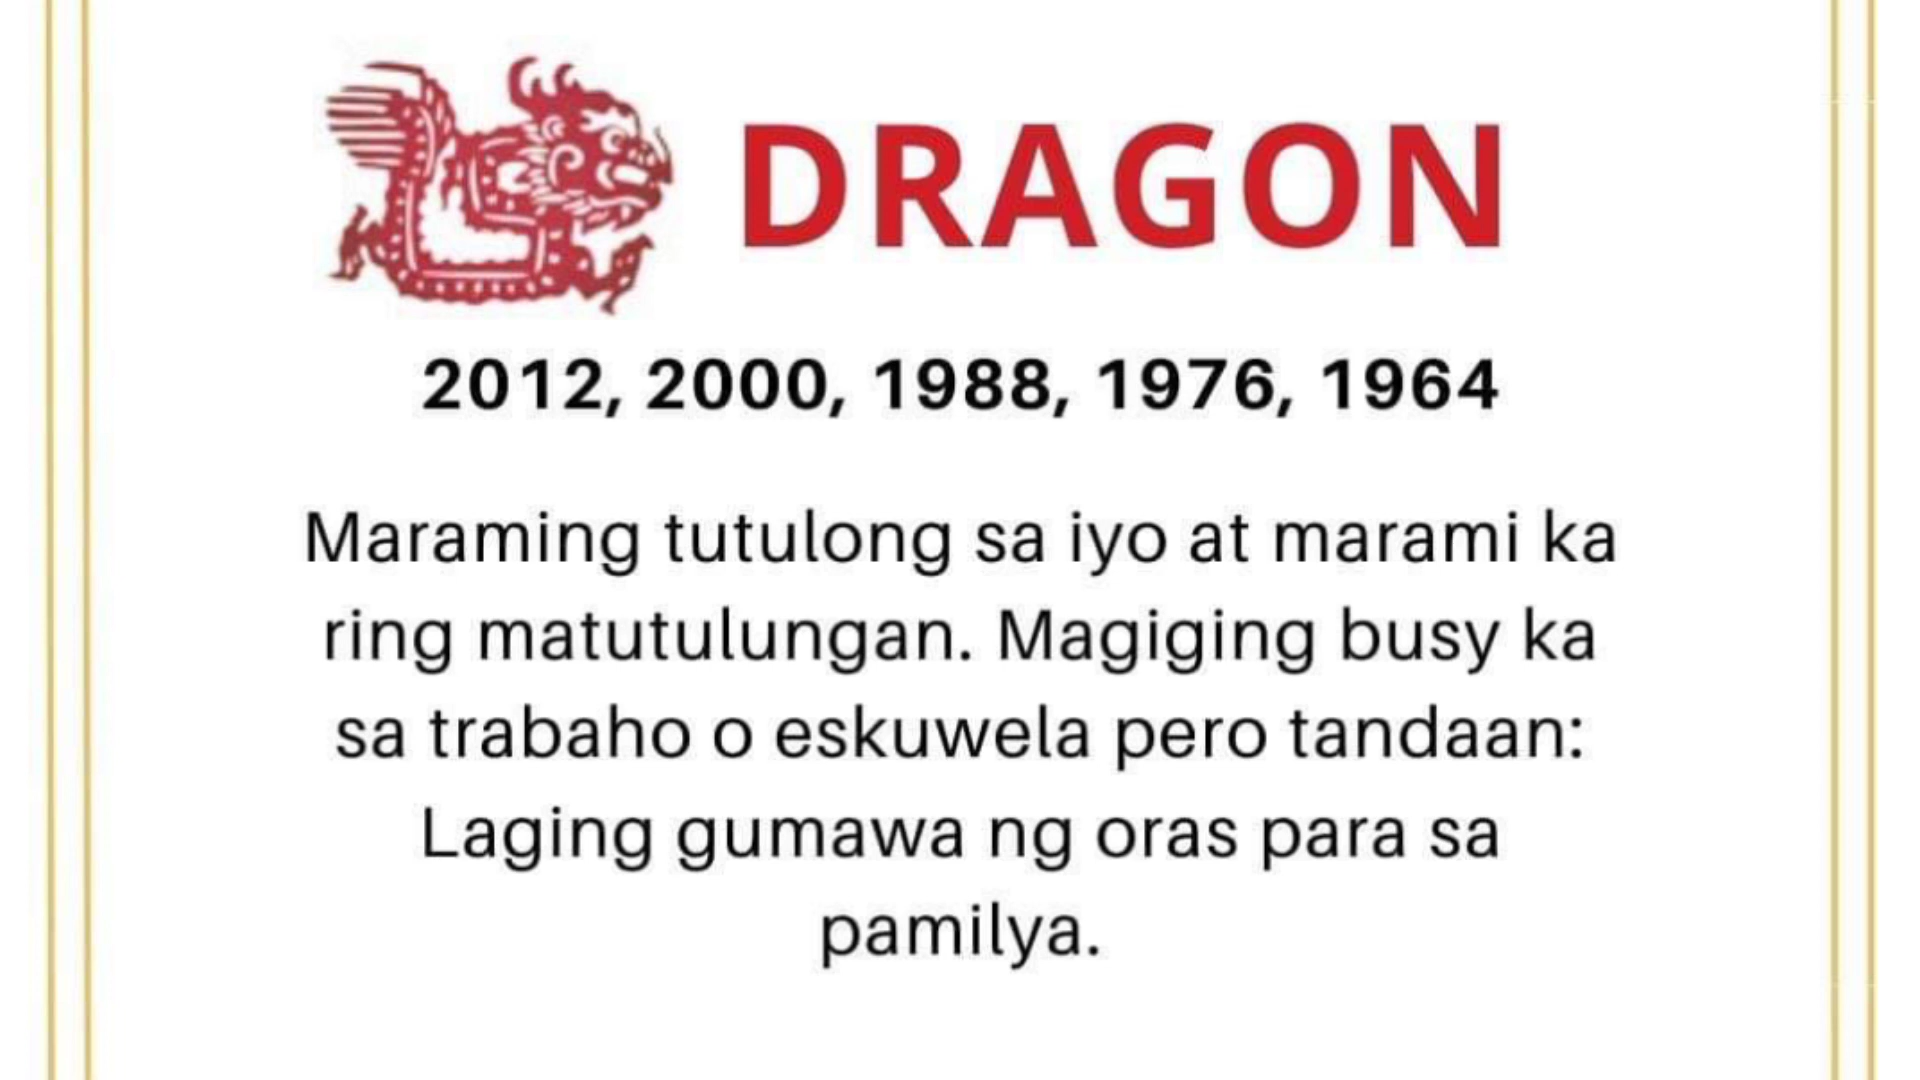 DRAGON
2012, 2000, 1988, 1976, 1964
Maraming tutulong sa iyo at marami ka
ring matutulungan. Magiging busy ka
sa trabaho o eskuwela pero tandaan:
Laging gumawa ng oras para sa
pamilya.